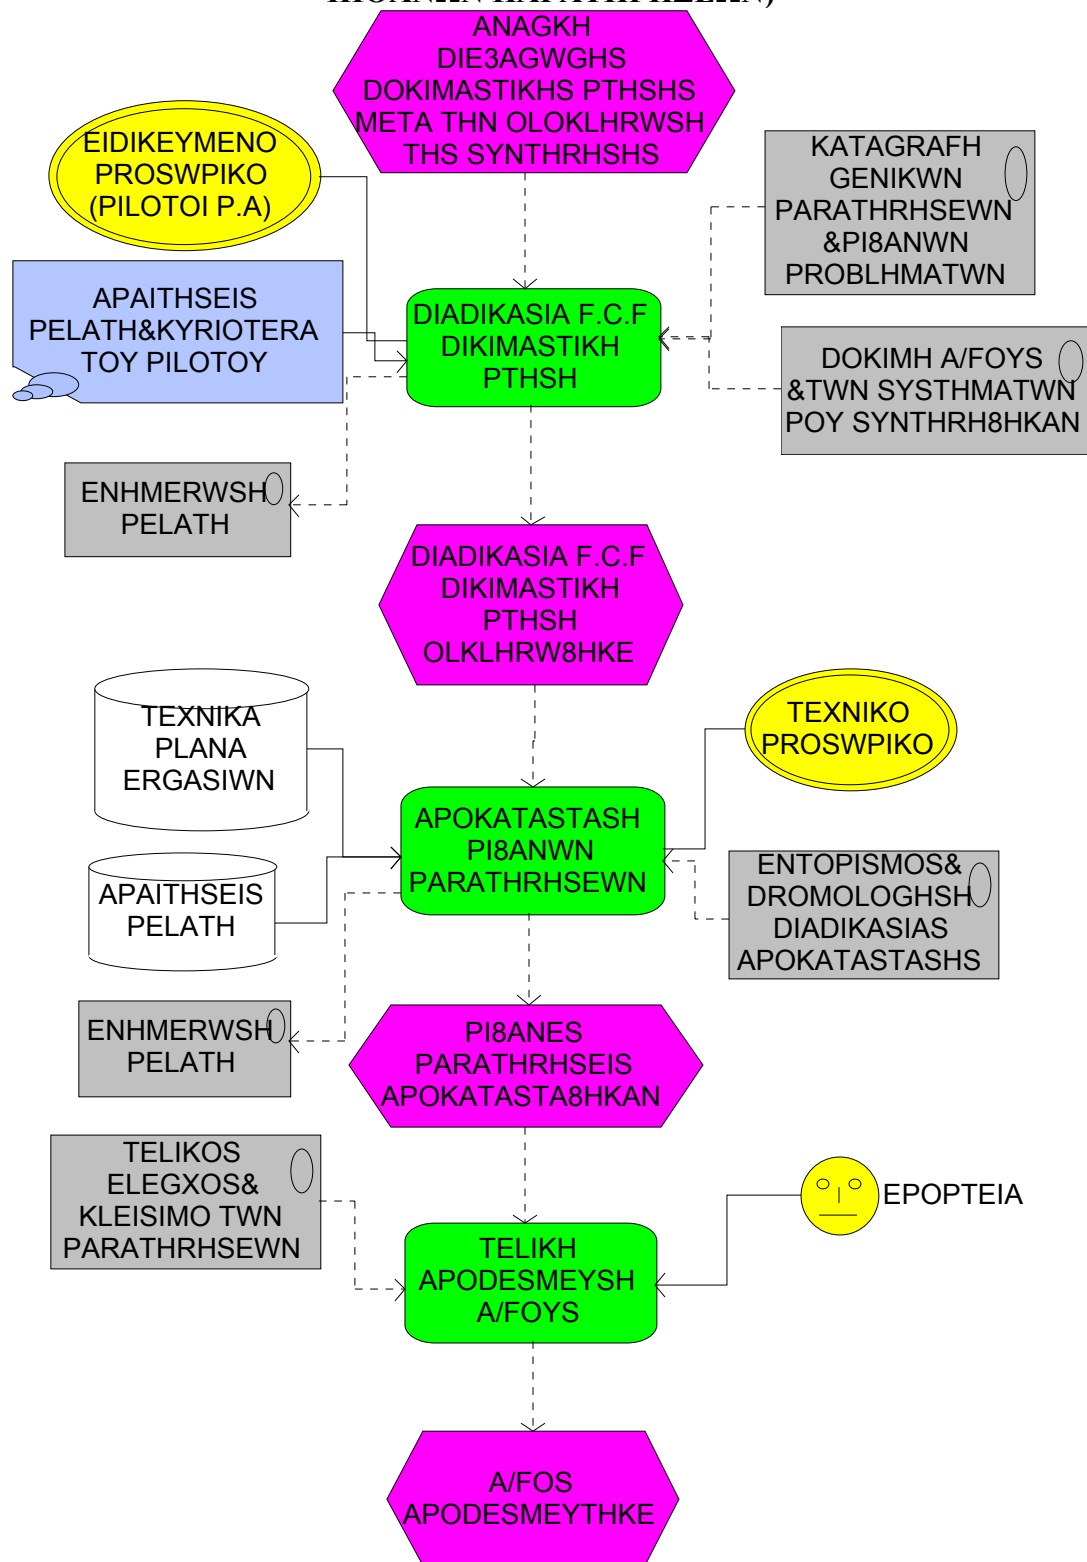 ΠΙΘΑΝΩΝ ΠΑΡΑΤΗΡΗΣΕΩΝ)
ANAGKH
DIE3AGWGHS
DOKIMASTIKHS PTHSHS
META THN OLOKLHRWSH
THS SYNTHRHSHS
EIDIKEYMENO
PROSWPIKO
(PILOTOI P.A)
KATAGRAFH
GENIKWN
PARATHRHSEWN
&PI8ANWN
PROBLHMATWN
APAITHSEIS
PELATH&KYRIOTERA
TOY PILOTOY
DIADIKASIA F.C.F
DIKIMASTIKH
PTHSH
DOKIMH A/FOYS
&TWN SYSTHMATWN
POY SYNTHRH8HKAN
ENHMERWSH
PELATH
DIADIKASIA F.C.F
DIKIMASTIKH
PTHSH
OLKLHRW8HKE
TEXNIKA
PLANA
ERGASIWN
TEXNIKO
PROSWPIKO
APOKATASTASH
PI8ANWN
PARATHRHSEWN
APAITHSEIS
PELATH
ENTOPISMOS&
DROMOLOGHSH
DIADIKASIAS
APOKATASTASHS
ENHMERWSH
PELATH
PI8ANES
PARATHRHSEIS
APOKATASTA8HKAN
TELIKOS
ELEGXOS&
KLEISIMO TWN
PARATHRHSEWN
EPOPTEIA
TELIKH
APODESMEYSH
A/FOYS
A/FOS
APODESMEYTHKE